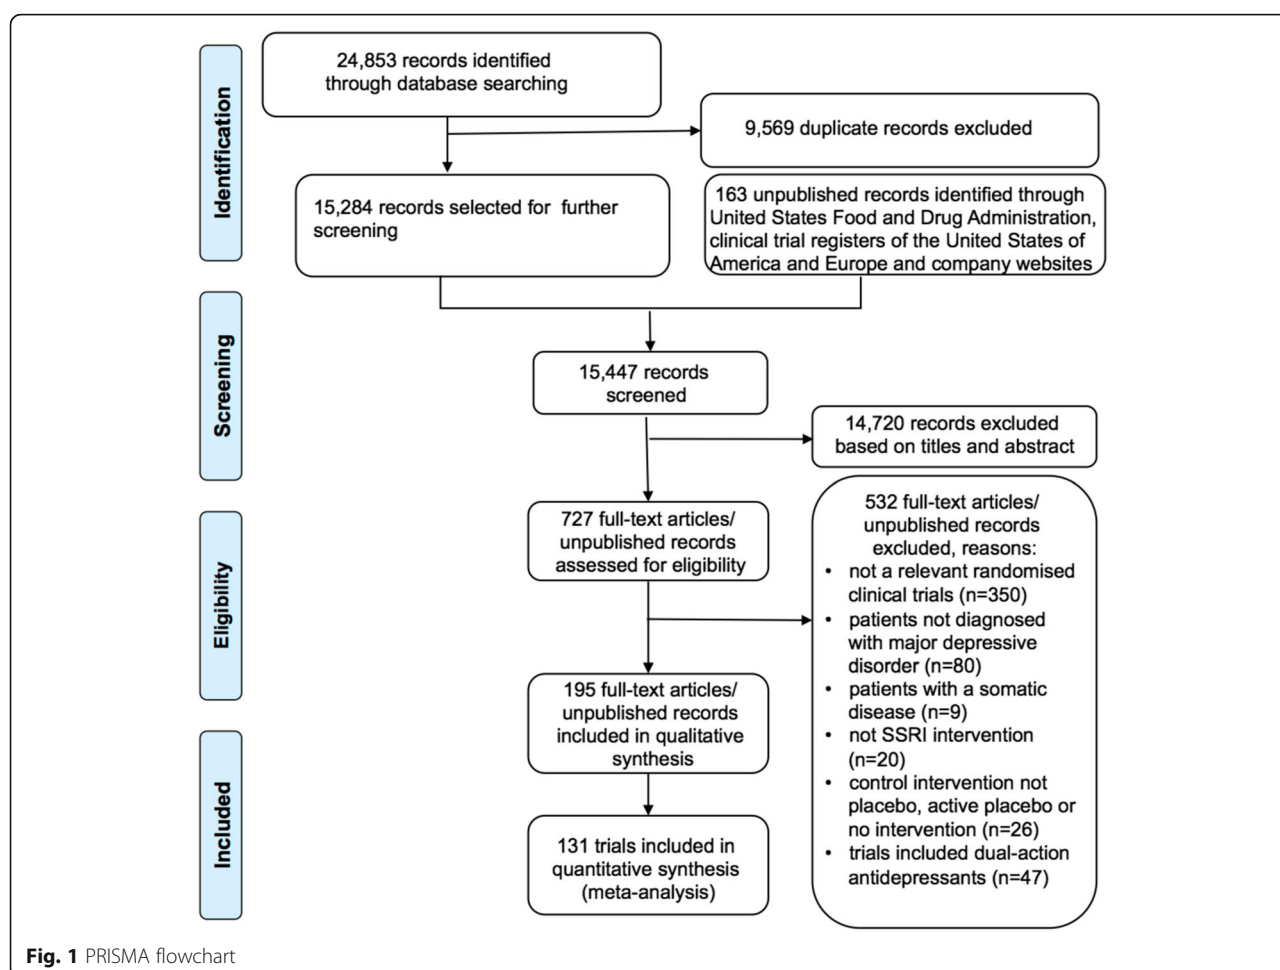 Identification
24,853 records identified
through database searching
9,569 duplicate records excluded
15,284 records selected for further
screening
163 unpublished records identified through
United States Food and Drug Administration,
clinical trial registers of the United States of
America and Europe and company websites
Screening
15,447 records
screened
14,720 records excluded
based on titles and abstract
Eligibility
727 full-text articles/
unpublished records
assessed for eligibility
532 full-text articles/
unpublished records
excluded, reasons:
• not a relevant randomised
clinical trials (n=350)
• patients not diagnosed
with major depressive
disorder (n=80)
• patients with a somatic
disease (n=9)
• not SSRI intervention
(n=20)
• control intervention not
placebo, active placebo or
no intervention (n=26)
• trials included dual-action
antidepressants (n=47)
195 full-text articles/
unpublished records
included in qualitative
synthesis
Included
131 trials included in
quantitative synthesis
(meta-analysis)
Fig. 1 PRISMA flowchart